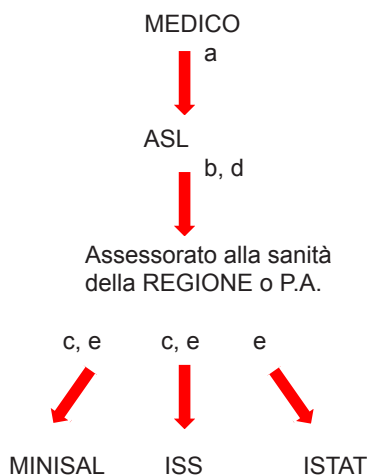 MEDICO
a
ASL
b, d
Assessorato alla sanità
della REGIONE o P.A.
c, e c, e e
MINISAL ISS ISTAT